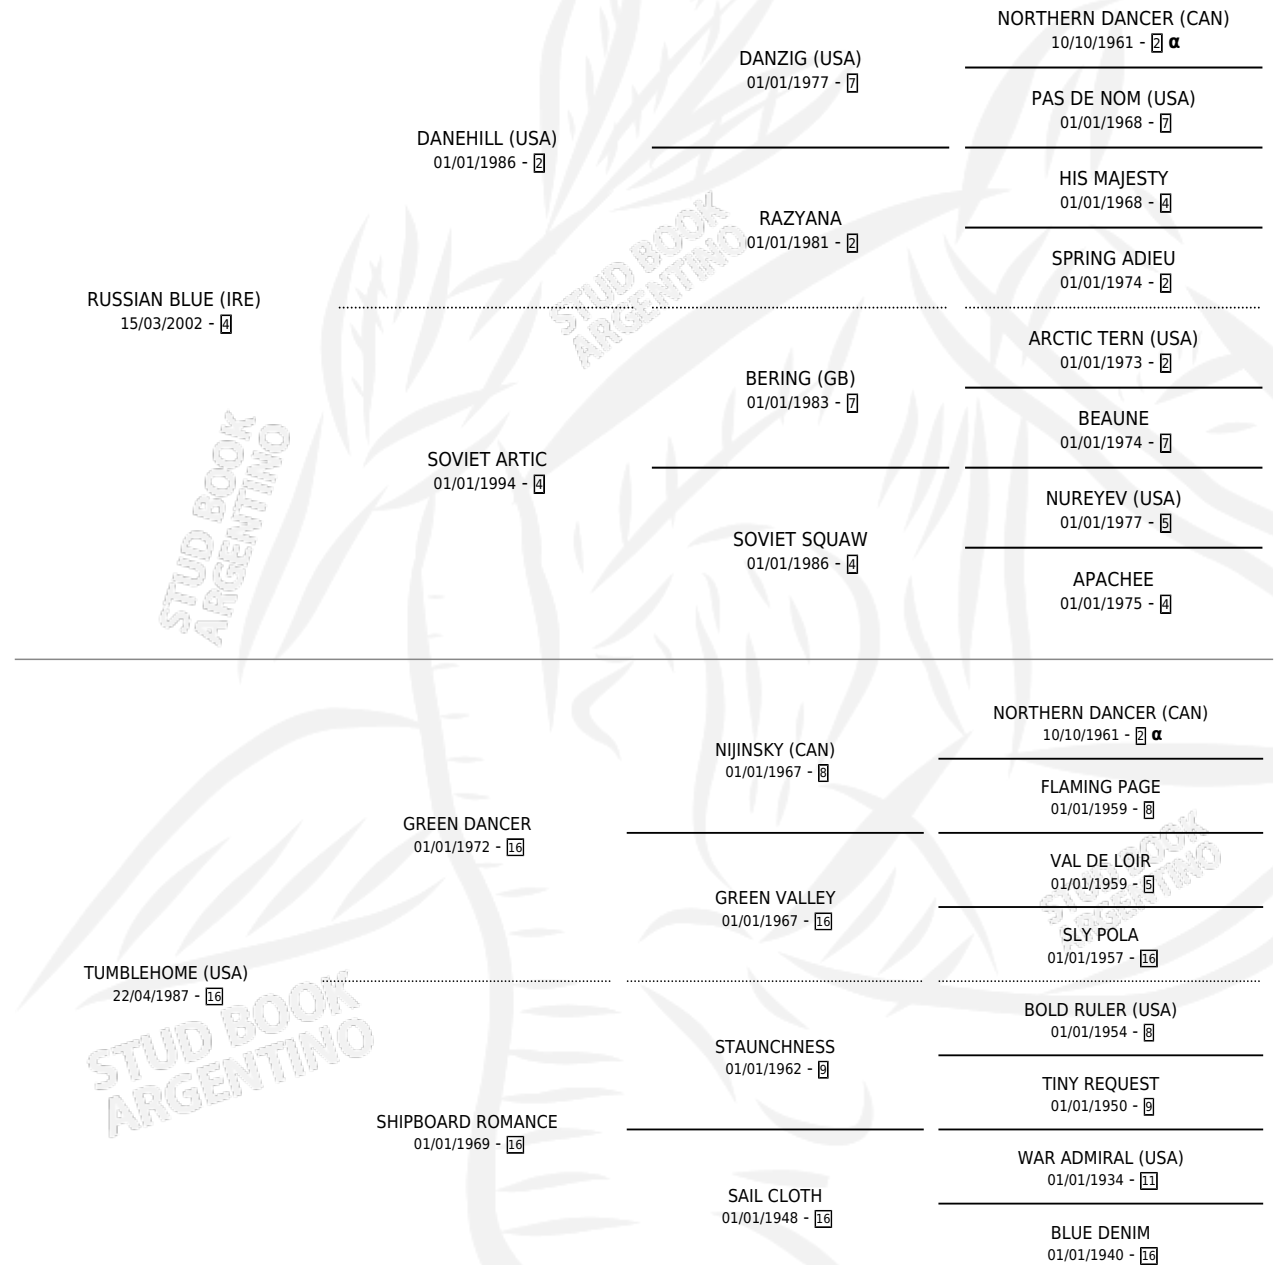 NORTHERN DANCER (CAN)
10/10/1961 - 2 α
DANZIG (USA)
01/01/1977 - 7
PAS DE NOM (USA)
01/01/1968 - 7
DANEHILL (USA)
01/01/1986 - 2
HIS MAJESTY
01/01/1968 - 4
RAZYANA
01/01/1981 - 2
SPRING ADIEU
01/01/1974 - 2
RUSSIAN BLUE (IRE)
15/03/2002 - 4
ARCTIC TERN (USA)
01/01/1973 - 2
BERING (GB)
01/01/1983 - 7
BEAUNE
01/01/1974 - 7
SOVIET ARTIC
01/01/1994 - 4
NUREYEV (USA)
01/01/1977 - 5
SOVIET SQUAW
01/01/1986 - 4
APACHEE
01/01/1975 - 4
STUD BOOK
ARGENTINO
STUD BOOK
ARGENTINO
NORTHERN DANCER (CAN)
10/10/1961 - 2 α
NIJINSKY (CAN)
01/01/1967 - 8
FLAMING PAGE
01/01/1959 - 8
GREEN DANCER
01/01/1972 - 16
VAL DE LOIR
01/01/1959 - 5
GREEN VALLEY
01/01/1967 - 16
SLY POLA
01/01/1957 - 16
TUMBLEHOME (USA)
22/04/1987 - 16
BOLD RULER (USA)
01/01/1954 - 8
STAUNCHNESS
01/01/1962 - 9
TINY REQUEST
01/01/1950 - 9
SHIPBOARD ROMANCE
01/01/1969 - 16
WAR ADMIRAL (USA)
01/01/1934 - 11
SAIL CLOTH
01/01/1948 - 16
BLUE DENIM
01/01/1940 - 16
STUD BOOK
ARGENTINO
STUD BOOK
ARGENTINO